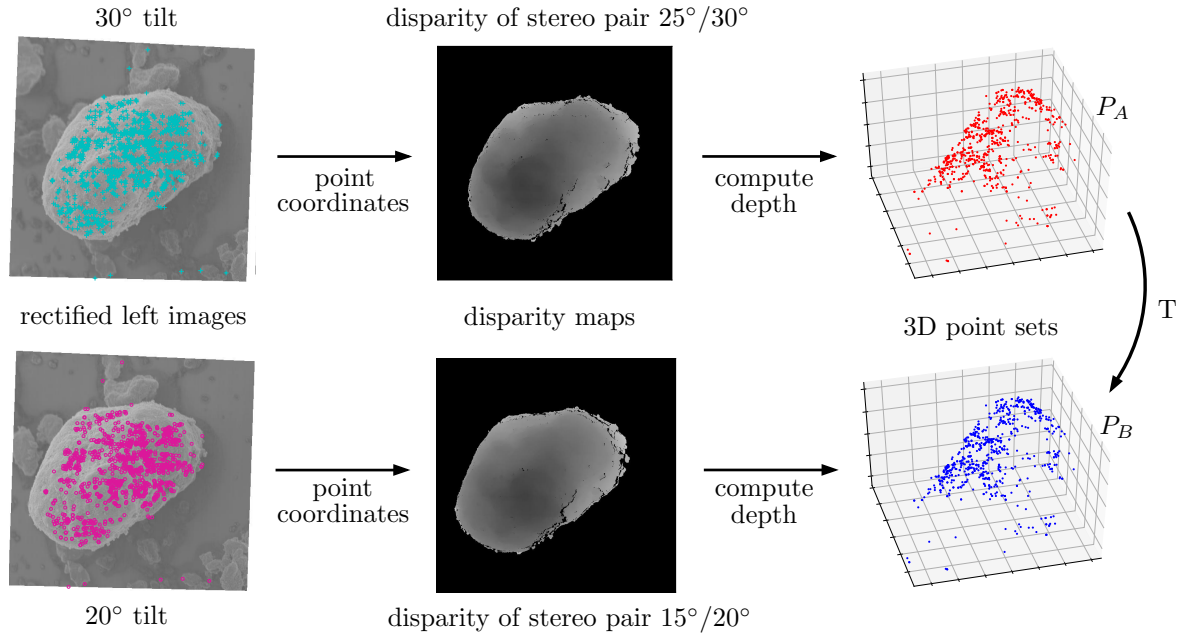 30° tilt
disparity of stereo pair 25°/30°
P_A
point
coordinates
compute
depth
rectified left images
disparity maps
3D point sets
T
P_B
point
coordinates
compute
depth
20° tilt
disparity of stereo pair 15°/20°